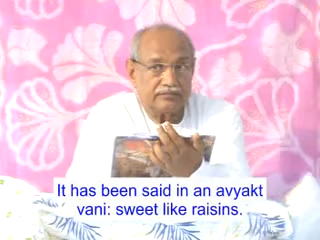 It has been said in an avyakt
vani: sweet like raisins.